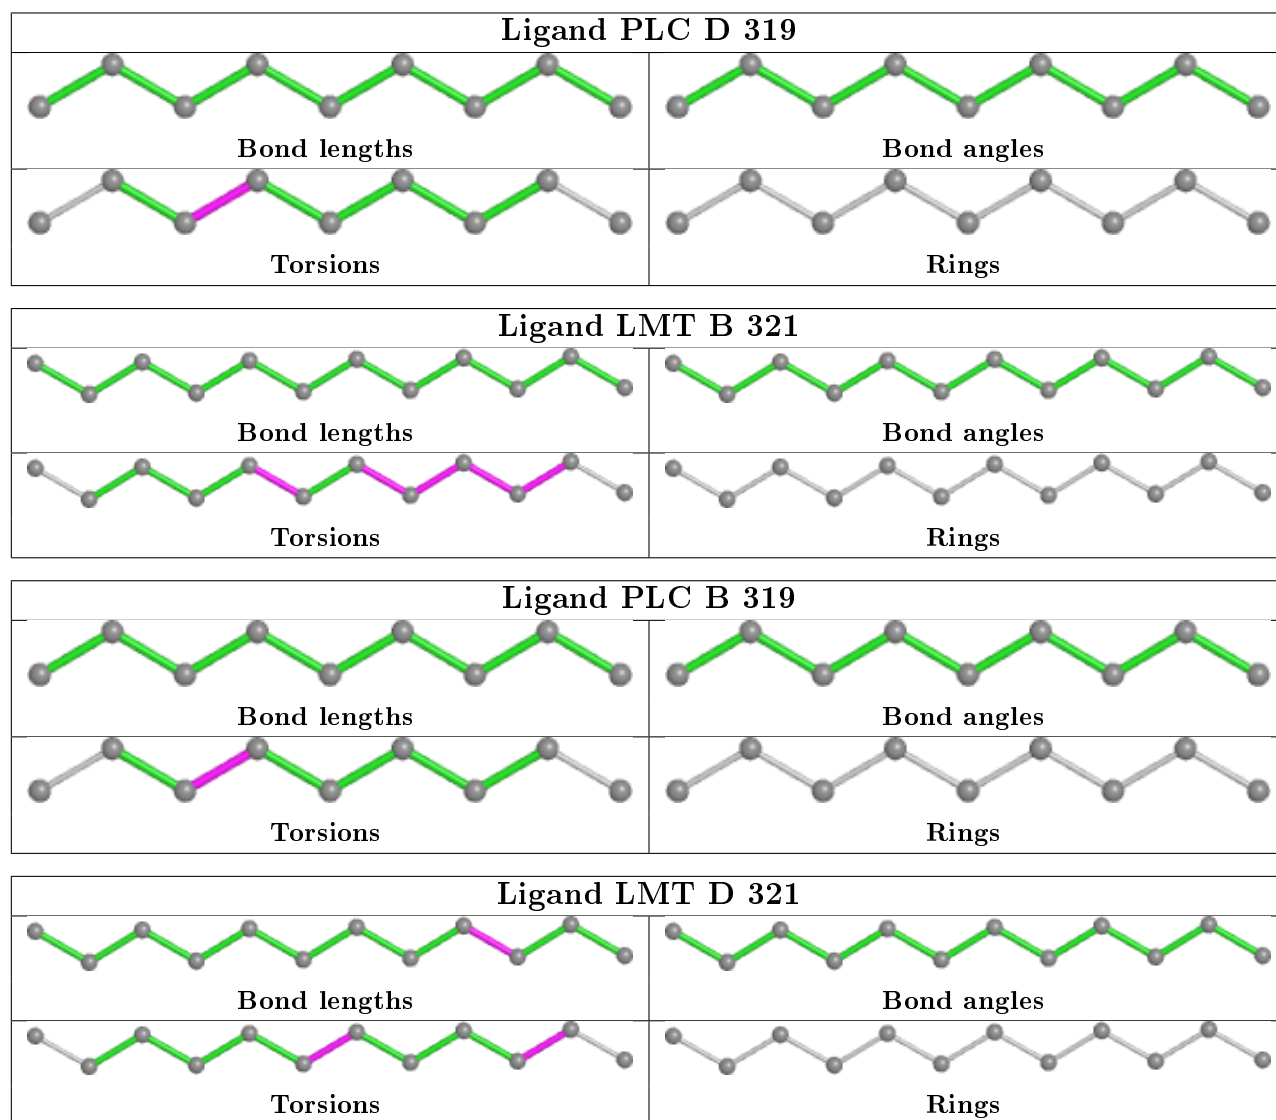 Ligand PLC D 319
Bond lengths
Bond angles
Torsions
Rings
Ligand LMT B 321
Bond lengths
Bond angles
Torsions
Rings
Ligand PLC B 319
Bond lengths
Bond angles
Torsions
Rings
Ligand LMT D 321
Bond lengths
Bond angles
Torsions
Rings